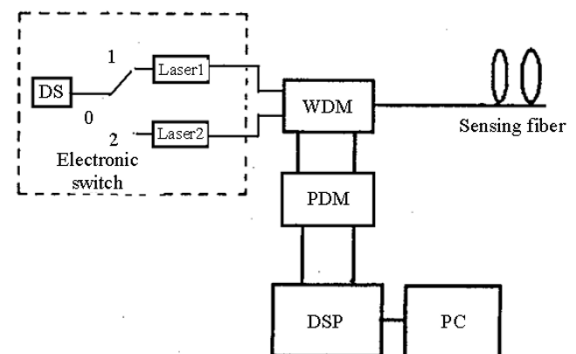 1
DS
Laser1
0
2
Laser2
Electronic
switch
WDM
Sensing fiber
PDM
DSP
PC